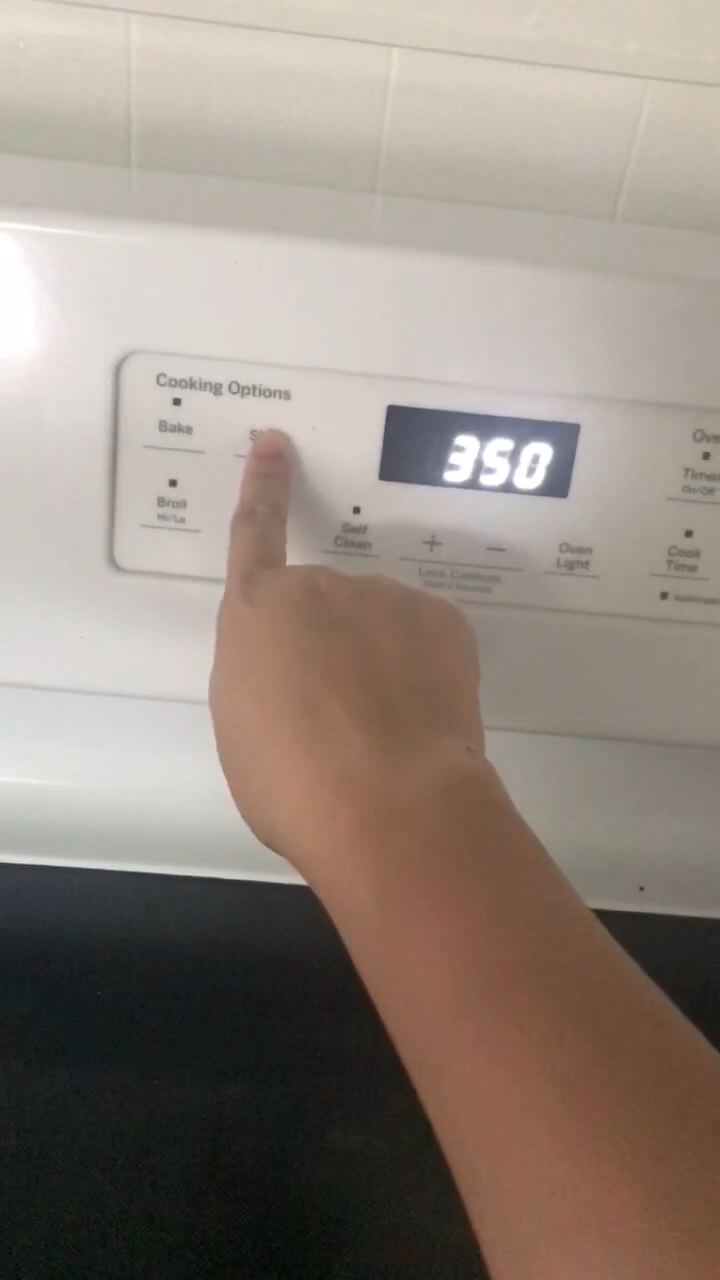 Cooking Options
Bake
Broil
Hi/Lo
350
Self
Clean
+ -
Lock Controls
Oven
Light
Timer
On/Off
Cook
Time